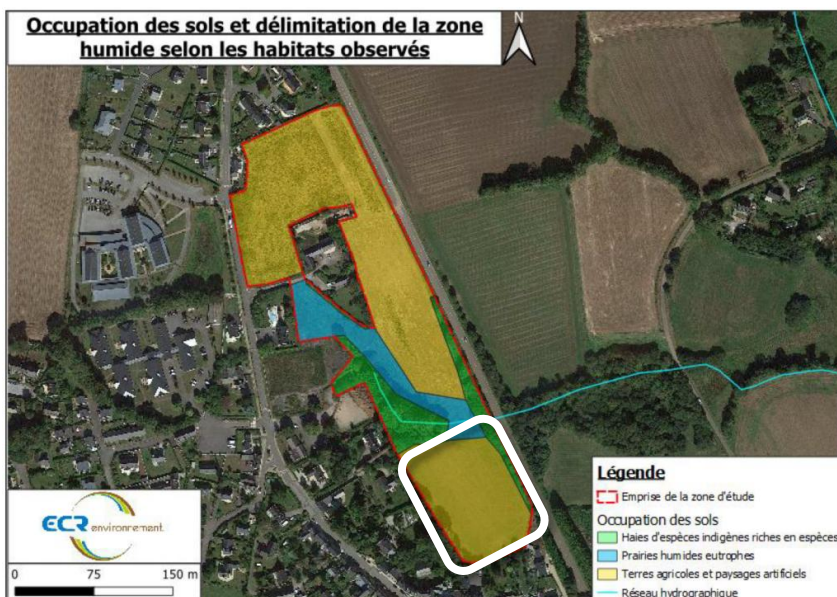 Occupation des sols et délimitation de la zone
humide selon les habitats observés
N
Légende
Emprise de la zone d'étude
Occupation des sols
Haies d'espèces indigènes riches en espèces
Prairies humides eutrophes
Terres agricoles et paysages artificiels
Réseau hydrographique
ECR environnement
0 75 150 m